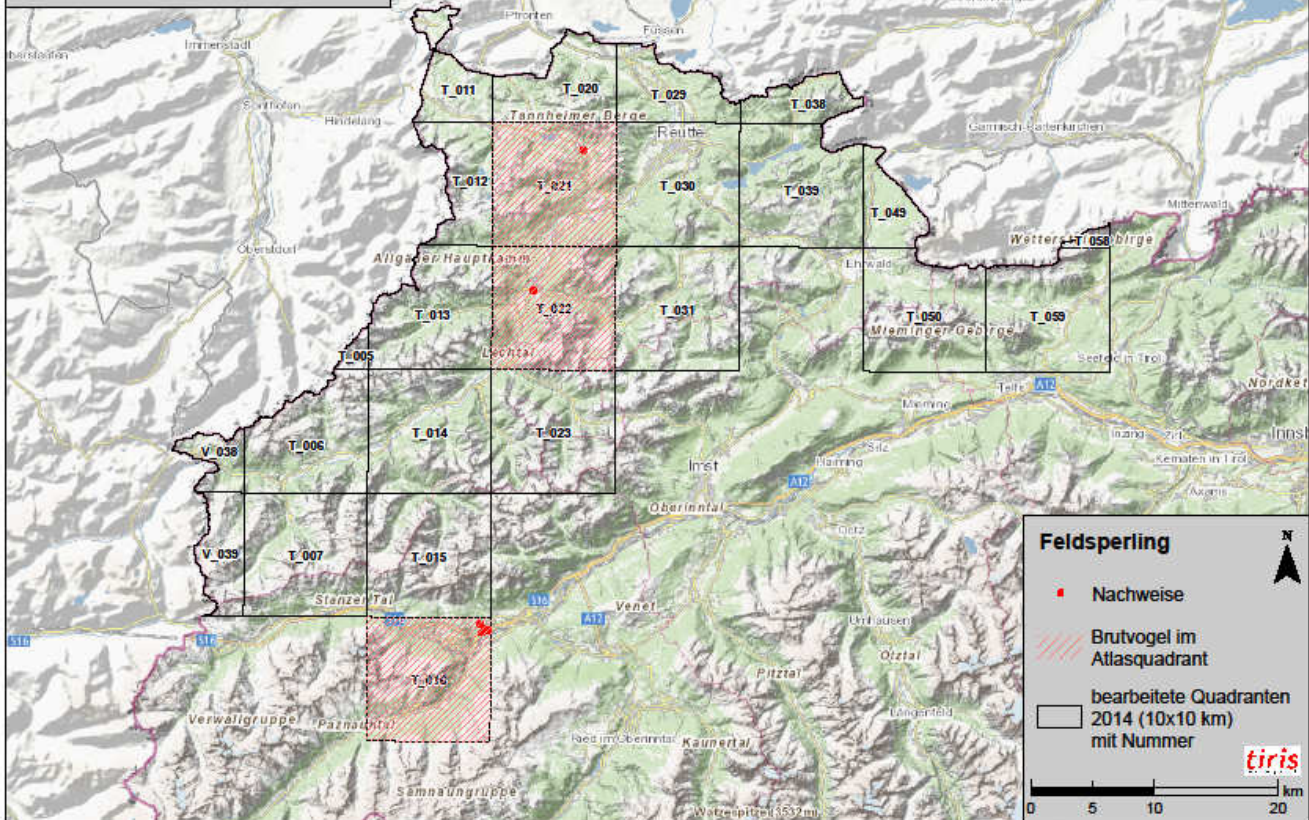 Pfronten
Füssen
Immenstadt
Sonthofen
Hindelang
T_011
T_020
T_029
T_038
Tannheimer Berge
Reutte
Garmisch-Partenkirchen
T_012
T_021
T_030
T_039
T_049
Mittenwald
Oberstdorf
T_058
Allgäuer Hauptkamm
Ehrwald
T_013
T_022
T_031
T_050
T_059
Mieminger Gebirge
T_005
Lechtal
Seefeld in Tirol
Telfs
A12
Mieming
V_038
T_006
T_014
T_023
Silz
Inzing
Zirl
Imst
Haiming
Kematen in Tirol
A12
Axams
Oberinntal
Oetz
V_039
T_007
T_015
Stanzer Tal
S16
Venet
S16
A12
Umhausen
S16
S16
T_016
Pitztal
Ötztal
Verwallgruppe
Paznauntal
Längenfeld
Ried im Oberinntal
Kaunertal
Samnaungruppe
Feldsperling
N
Nachweise
Brutvogel im
Atlasquadrant
bearbeitete Quadranten
2014 (10x10 km)
mit Nummer
tiris
km
0 5 10 20